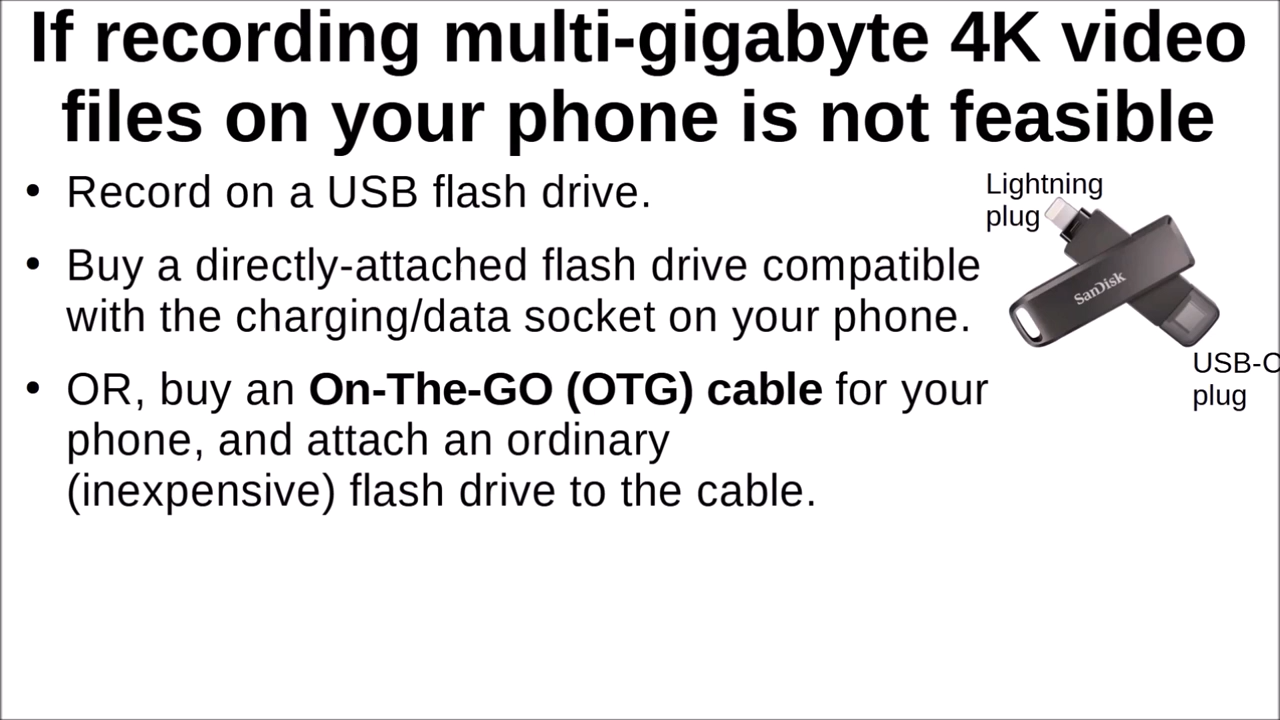 If recording multi-gigabyte 4K video
files on your phone is not feasible
• Record on a USB flash drive.
• Buy a directly-attached flash drive compatible
with the charging/data socket on your phone.
• OR, buy an On-The-GO (OTG) cable for your
phone, and attach an ordinary
(inexpensive) flash drive to the cable.
Lightning
plug
SanDisk
USB-C
plug